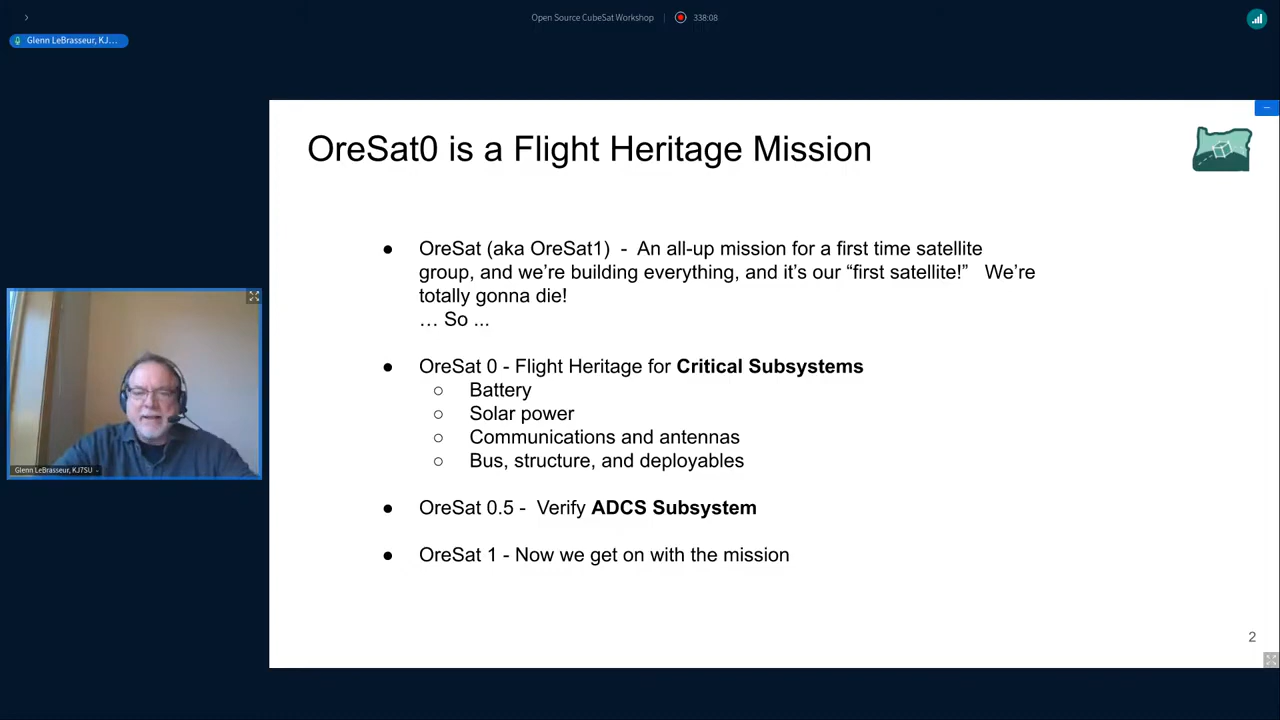 Open Source CubeSat Workshop
338:08
Glenn LeBrasseur, KJ...
OreSat0 is a Flight Heritage Mission
● OreSat (aka OreSat1) - An all-up mission for a first time satellite
group, and we're building everything, and it's our “first satellite!” We're
totally gonna die!
… So ...
● OreSat 0 - Flight Heritage for Critical Subsystems
○ Battery
○ Solar power
○ Communications and antennas
○ Bus, structure, and deployables
● OreSat 0.5 - Verify ADCS Subsystem
● OreSat 1 - Now we get on with the mission
2
Glenn LeBrasseur, KJ7SU